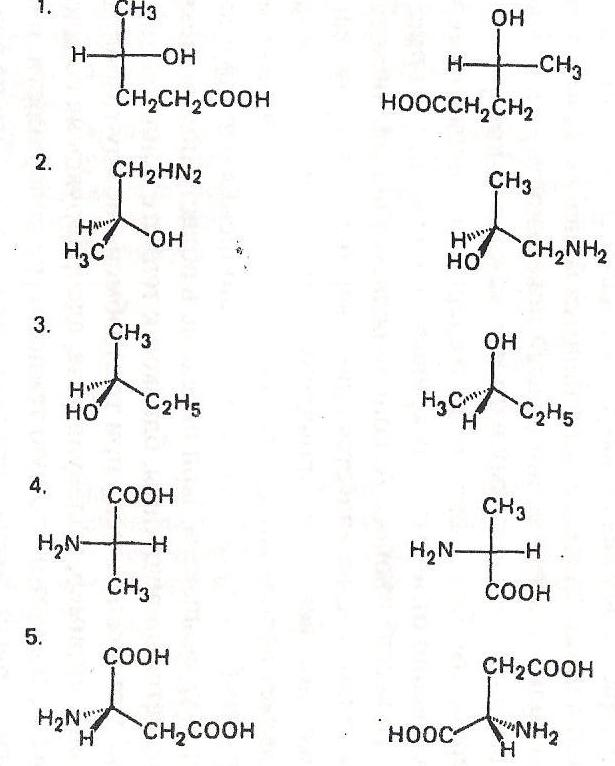 1.
CH3
H OH
CH2CH2COOH
OH
H CH3
HOOCCH2CH2
2.
CH2HN2
H OH
H3C
CH3
H CH2NH2
HO
3.
CH3
H C2H5
HO
OH
H3C C2H5
H
4.
COOH
H2N H
CH3
CH3
H2N H
COOH
5.
COOH
H2N CH2COOH
H
CH2COOH
HOOC NH2
H